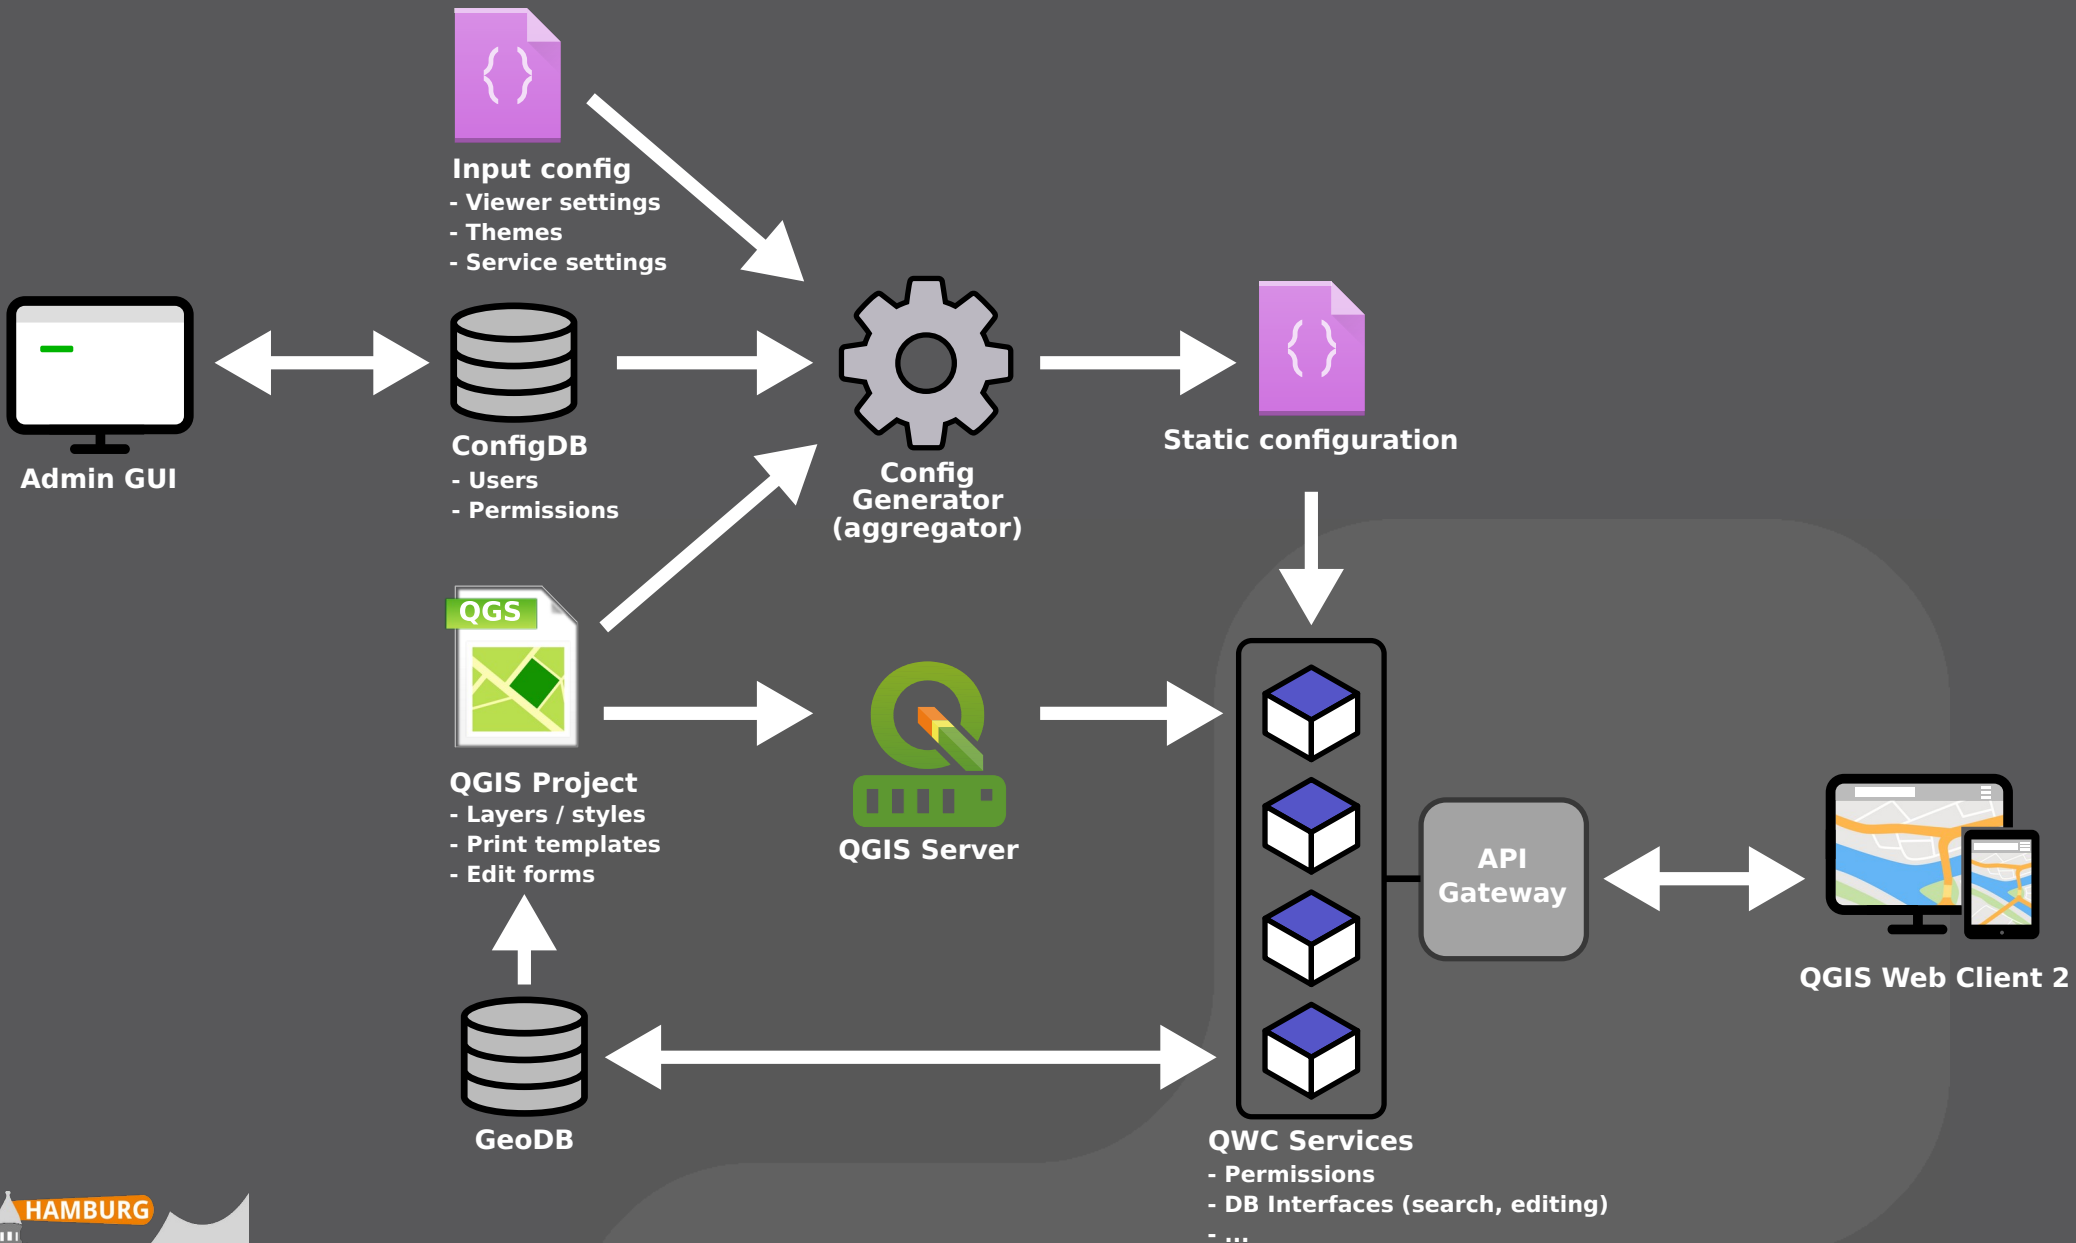 Input config
- Viewer settings
- Themes
- Service settings
Admin GUI
ConfigDB
- Users
- Permissions
Config
Generator
(aggregator)
Static configuration
QGS
QGIS Project
- Layers / styles
- Print templates
- Edit forms
QGIS Server
API
Gateway
QGIS Web Client 2
GeoDB
QWC Services
- Permissions
- DB Interfaces (search, editing)
- ...
HAMBURG